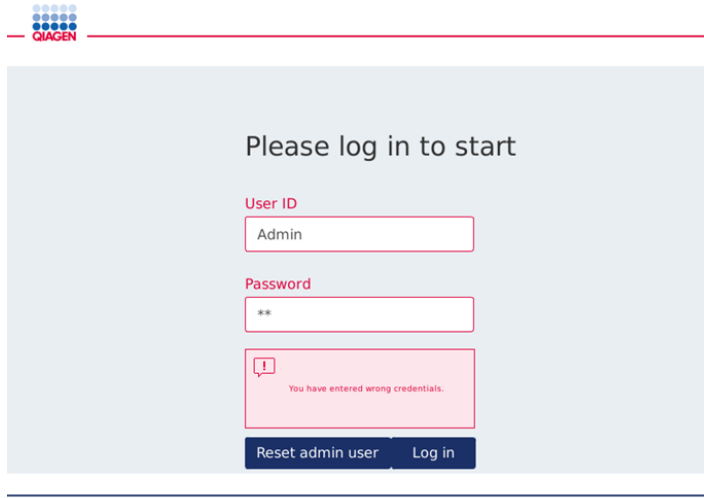 QIAGEN
Please log in to start
User ID
Admin
Password
**
!
You have entered wrong credentials.
Reset admin user Log in